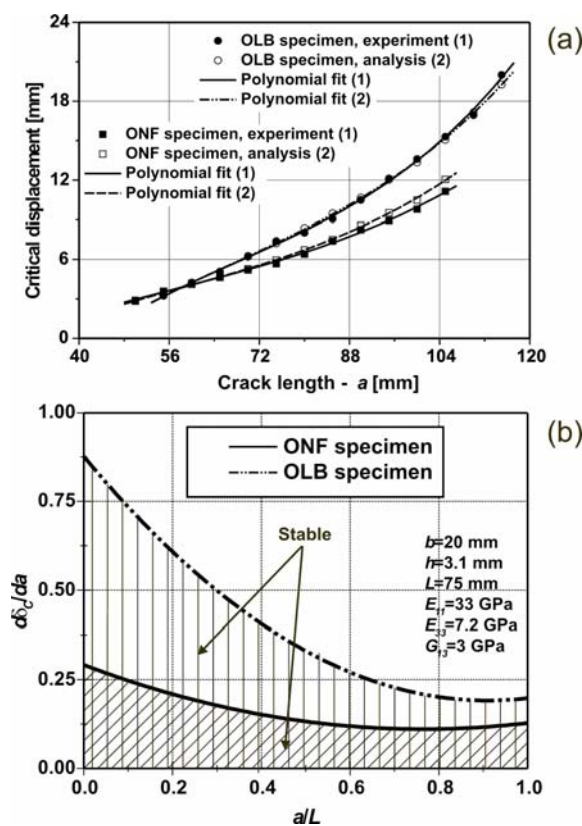 (a)
24
18
12
6
0
Critical displacement [mm]
OLB specimen, experiment (1)
OLB specimen, analysis (2)
Polynomial fit (1)
Polynomial fit (2)
ONF specimen, experiment (1)
ONF specimen, analysis (2)
Polynomial fit (1)
Polynomial fit (2)
40 56 72 88 104 120
Crack length - a [mm]
(b)
1.00
0.75
0.50
0.25
0.00
dδC/da
ONF specimen
OLB specimen
Stable
b=20 mm
h=3.1 mm
L=75 mm
E11=33 GPa
E33=7.2 GPa
G13=3 GPa
0.0 0.2 0.4 0.6 0.8 1.0
a/L